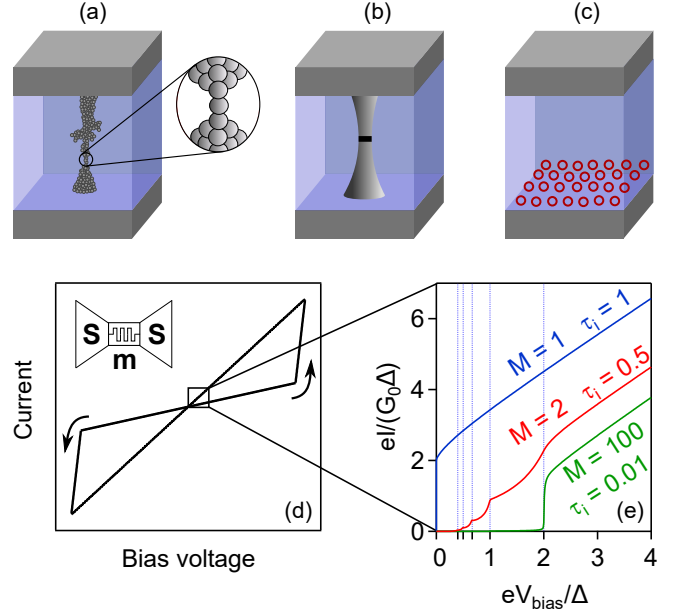 (a)
(b)
(c)
S
S
m
Current
Bias voltage
(d)
eI/(G₀Δ)
6
4
2
0
M = 1 τᵢ = 1
M = 2 τᵢ = 0.5
M = 100
τᵢ = 0.01
(e)
0
1
2
3
4
eV_bias/Δ